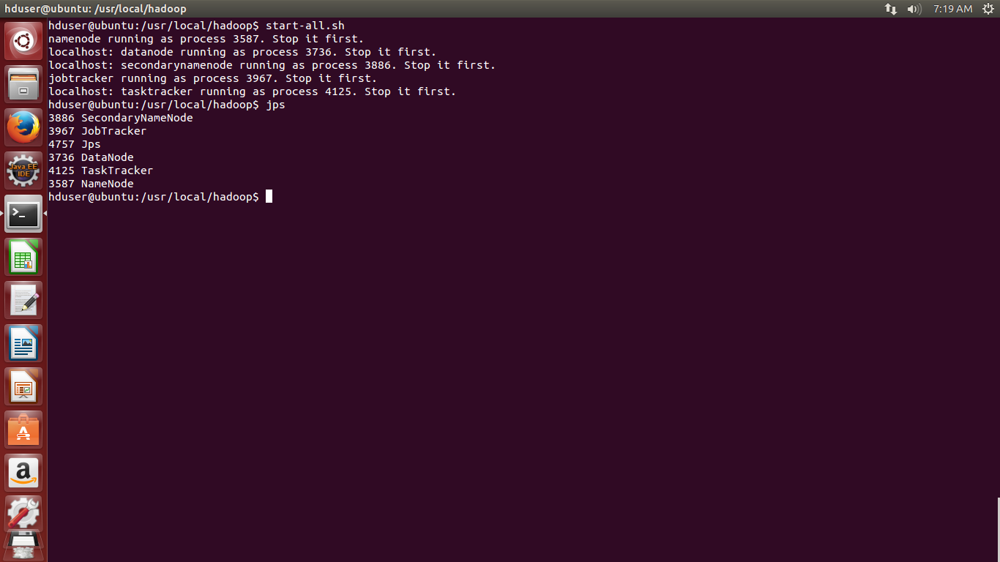 hduser@ubuntu: /usr/local/hadoop
7:19 AM
hduser@ubuntu:/usr/local/hadoop$ start-all.sh
namenode running as process 3587. Stop it first.
localhost: datanode running as process 3736. Stop it first.
localhost: secondarynamenode running as process 3886. Stop it first.
jobtracker running as process 3967. Stop it first.
localhost: tasktracker running as process 4125. Stop it first.
hduser@ubuntu:/usr/local/hadoop$ jps
3886 SecondaryNameNode
3967 JobTracker
4757 Jps
3736 DataNode
4125 TaskTracker
3587 NameNode
hduser@ubuntu:/usr/local/hadoop$
Java EE
IDE
>_
A
a